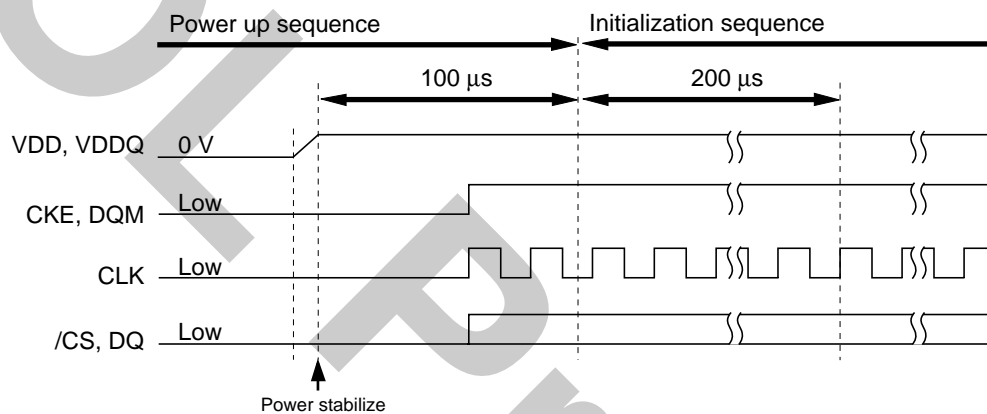 Power up sequence
Initialization sequence
100 μs
200 μs
VDD, VDDQ
0 V
CKE, DQM
Low
CLK
Low
/CS, DQ
Low
Power stabilize